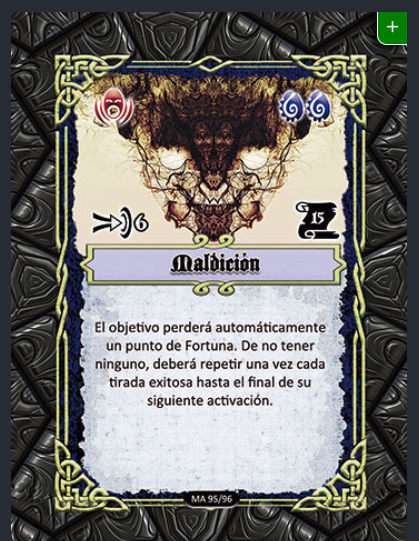 +
6
15
Maldición
El objetivo perderá automáticamente
un punto de Fortuna. De no tener
ninguno, deberá repetir una vez cada
tirada exitosa hasta el final de su
siguiente activación.
MA 95/96